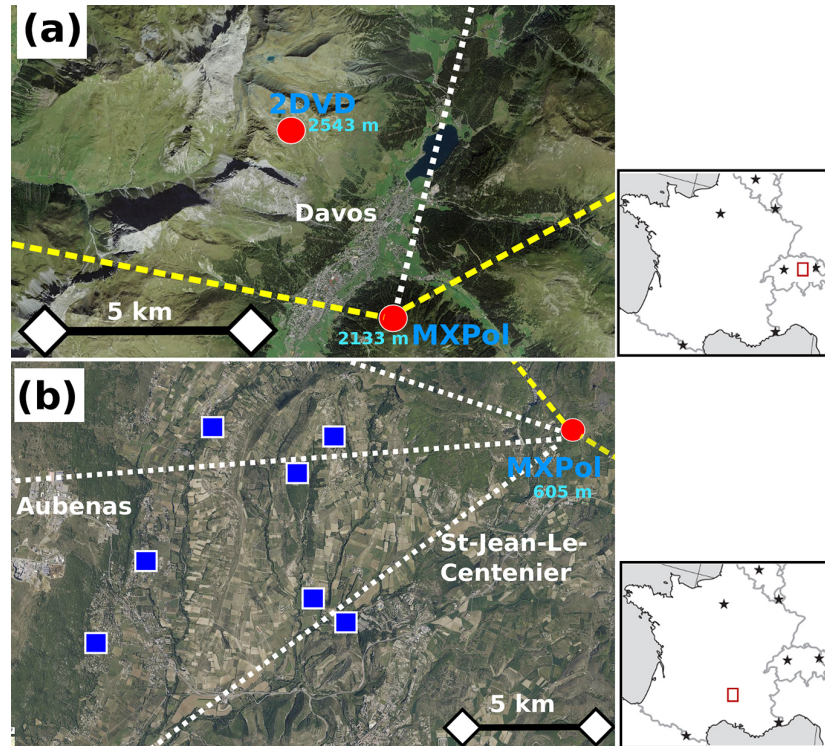 (a)
2DVD
2543 m
Davos
5 km
2133 m
MXPol
(b)
MXPol
605 m
Aubenas
St-Jean-Le-
Centenier
5 km